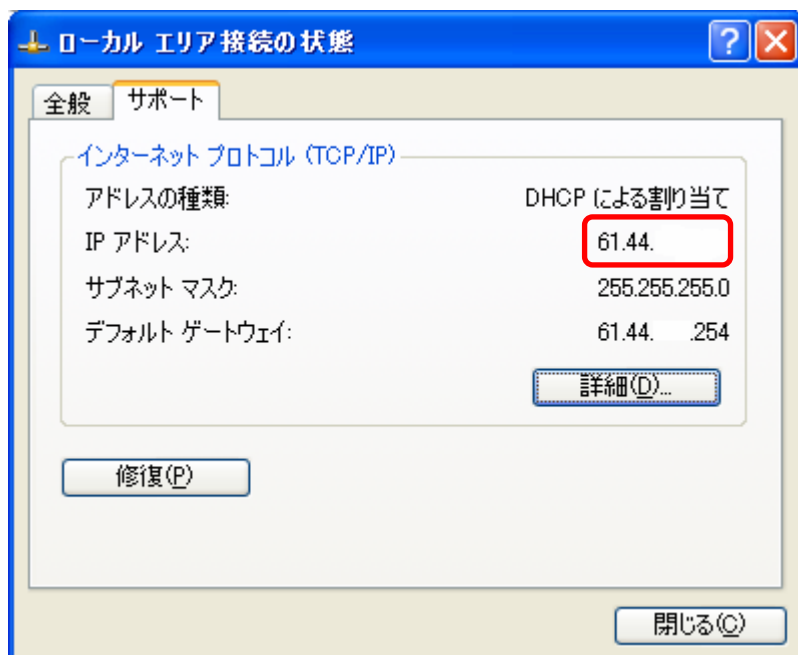 ローカル エリア接続の状態
全般 サポート
インターネット プロトコル (TCP/IP)
アドレスの種類: DHCP による割り当て
IP アドレス: 61.44.
サブネット マスク: 255.255.255.0
デフォルト ゲートウェイ: 61.44. .254
詳細(D)...
修復(P)
閉じる(C)